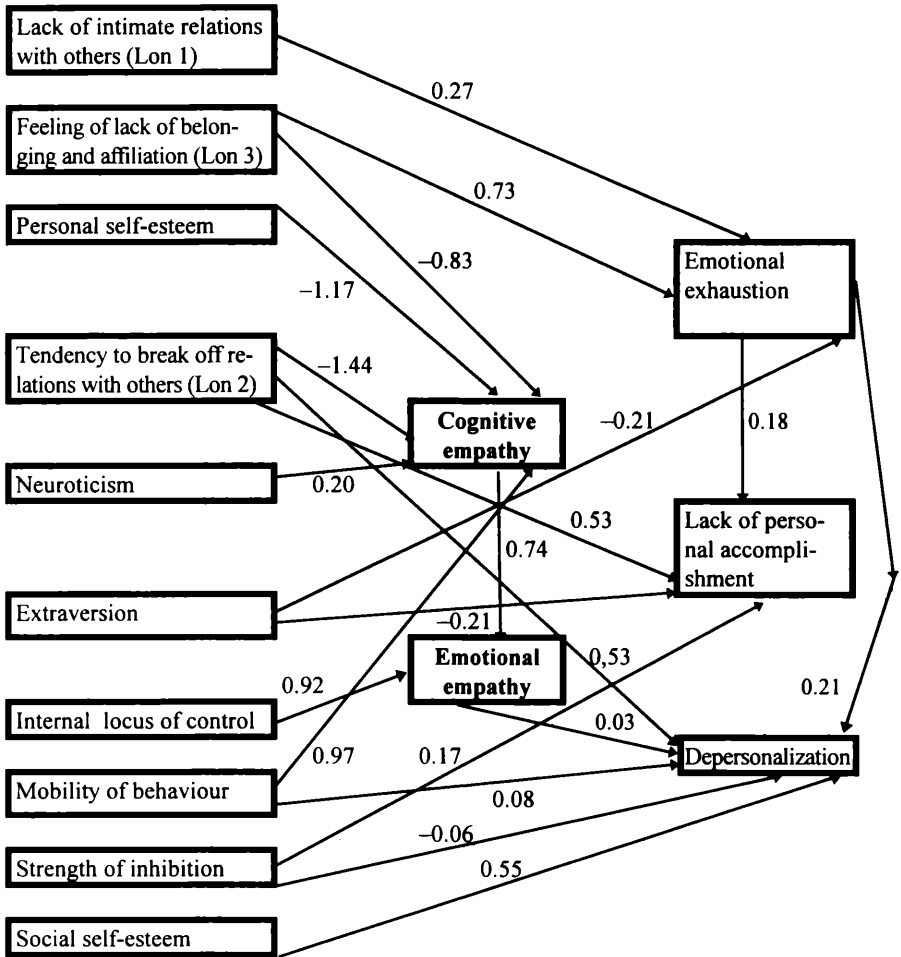 Lack of intimate relations
with others (Lon 1)
0.27
Feeling of lack of belon-
ging and affiliation (Lon 3)
0.73
Personal self-esteem
–0.83
Emotional
exhaustion
–1.17
Tendency to break off re-
lations with others (Lon 2)
–1.44
Cognitive
empathy
–0.21
0.18
Neuroticism
0.20
0.53
Lack of perso-
nal accompli-
shment
0.74
Extraversion
–0.21
Emotional
empathy
0,53
0.92
0.21
Internal locus of control
0.03
0.97
0.17
Depersonalization
Mobility of behaviour
0.08
–0.06
Strength of inhibition
0.55
Social self-esteem